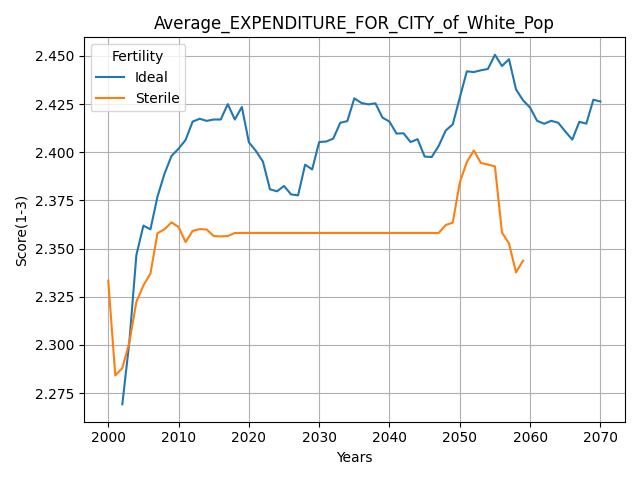 Average_EXPENDITURE_FOR_CITY_of_White_Pop
Fertility
Ideal
Sterile
2.450
2.425
2.400
2.375
2.350
2.325
2.300
2.275
Score(1-3)
2000 2010 2020 2030 2040 2050 2060 2070
Years